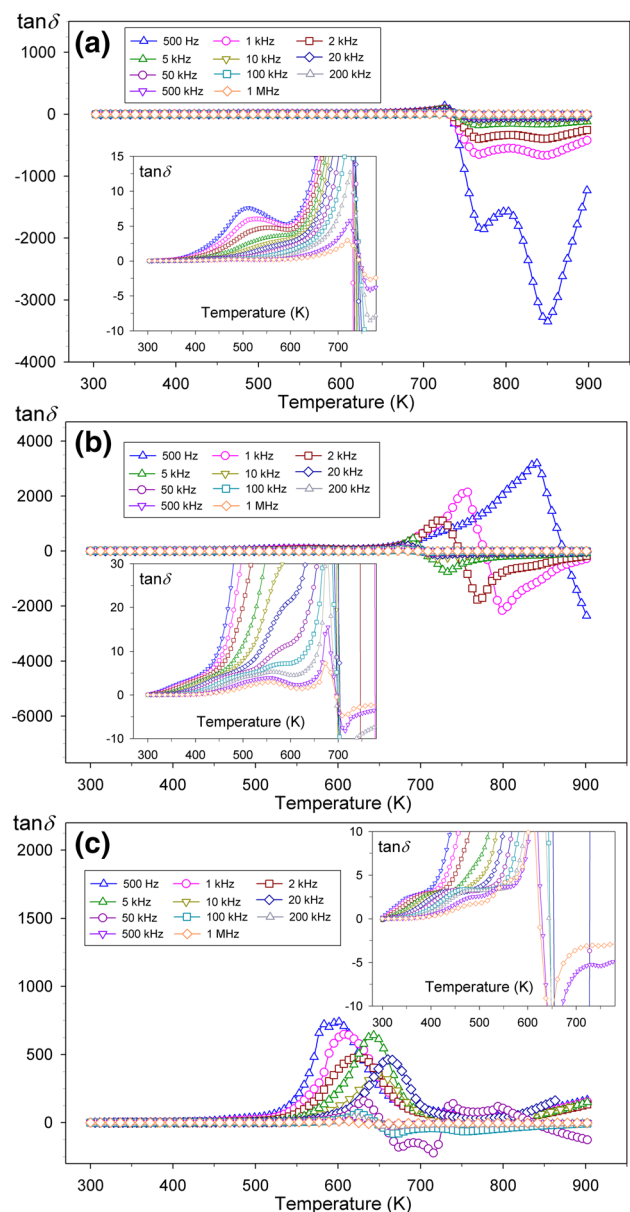 tanδ
(a)
500 Hz 1 kHz 2 kHz
5 kHz 10 kHz 20 kHz
50 kHz 100 kHz 200 kHz
500 kHz 1 MHz
1000
0
-1000
-2000
-3000
-4000
tanδ
15
10
5
0
-5
-10
Temperature (K)
300 400 500 600 700
Temperature (K)
300 400 500 600 700 800 900
tanδ
(b)
500 Hz 1 kHz 2 kHz
5 kHz 10 kHz 20 kHz
50 kHz 100 kHz 200 kHz
500 kHz 1 MHz
4000
2000
0
-2000
-4000
-6000
tanδ
30
20
10
0
-10
Temperature (K)
300 400 500 600 700
300 400 500 600 700 800 900
Temperature (K)
tanδ
(c)
500 Hz 1 kHz 2 kHz
5 kHz 10 kHz 20 kHz
50 kHz 100 kHz 200 kHz
500 kHz 1 MHz
2000
1500
1000
500
0
tanδ
10
5
0
-5
-10
Temperature (K)
300 400 500 600 700
300 400 500 600 700 800 900
Temperature (K)